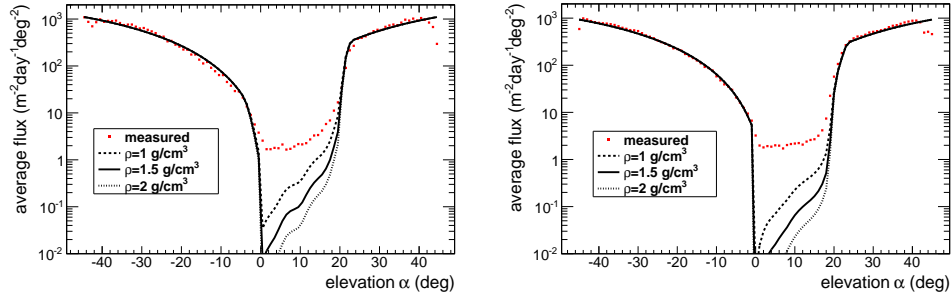 average flux (m⁻²day⁻¹deg⁻²)
10³
10²
10
1
10⁻¹
10⁻²
measured
ρ=1 g/cm³
ρ=1.5 g/cm³
ρ=2 g/cm³
-40 -30 -20 -10 0 10 20 30 40
elevation α (deg)
average flux (m⁻²day⁻¹deg⁻²)
10³
10²
10
1
10⁻¹
10⁻²
measured
ρ=1 g/cm³
ρ=1.5 g/cm³
ρ=2 g/cm³
-40 -30 -20 -10 0 10 20 30 40
elevation α (deg)